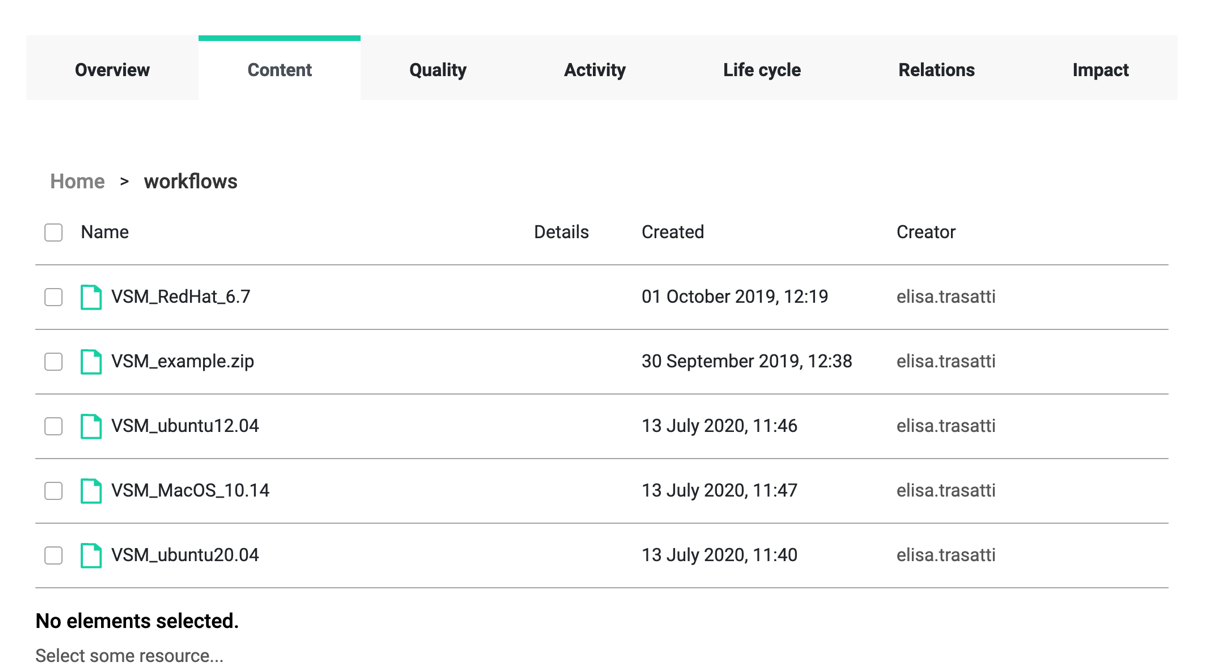 Overview Content Quality Activity Life cycle Relations Impact
Home > workflows
Name Details Created Creator
VSM_RedHat_6.7 01 October 2019, 12:19 elisa.trasatti
VSM_example.zip 30 September 2019, 12:38 elisa.trasatti
VSM_ubuntu12.04 13 July 2020, 11:46 elisa.trasatti
VSM_MacOS_10.14 13 July 2020, 11:47 elisa.trasatti
VSM_ubuntu20.04 13 July 2020, 11:40 elisa.trasatti
No elements selected.
Select some resource...